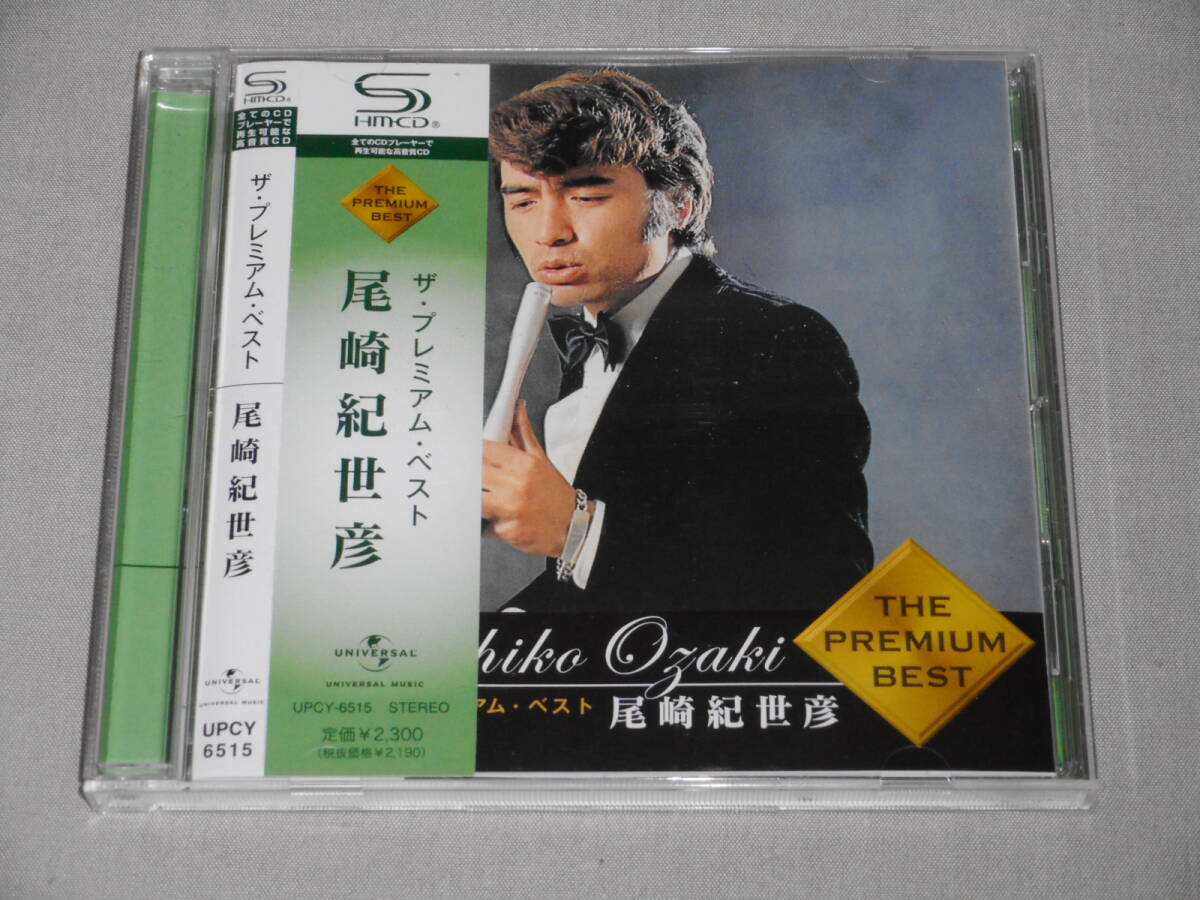 HM-CD®
全てのCD
プレーヤーで
再生可能な
高音質CD
ザ・プレミアム・ベスト
尾崎紀世彦
UNIVERSAL
UNIVERSAL MUSIC
UPCY
6515
HM-CD®
全てのCDプレーヤーで
再生可能な高音質CD
THE
PREMIUM
BEST
ザ・プレミアム・ベスト
尾崎紀世彦
UNIVERSAL
UNIVERSAL MUSIC
UPCY-6515 STEREO
定価¥2,300
(税抜価格¥2,190)
hiko Ozaki
アム・ベスト 尾崎紀世彦
THE
PREMIUM
BEST